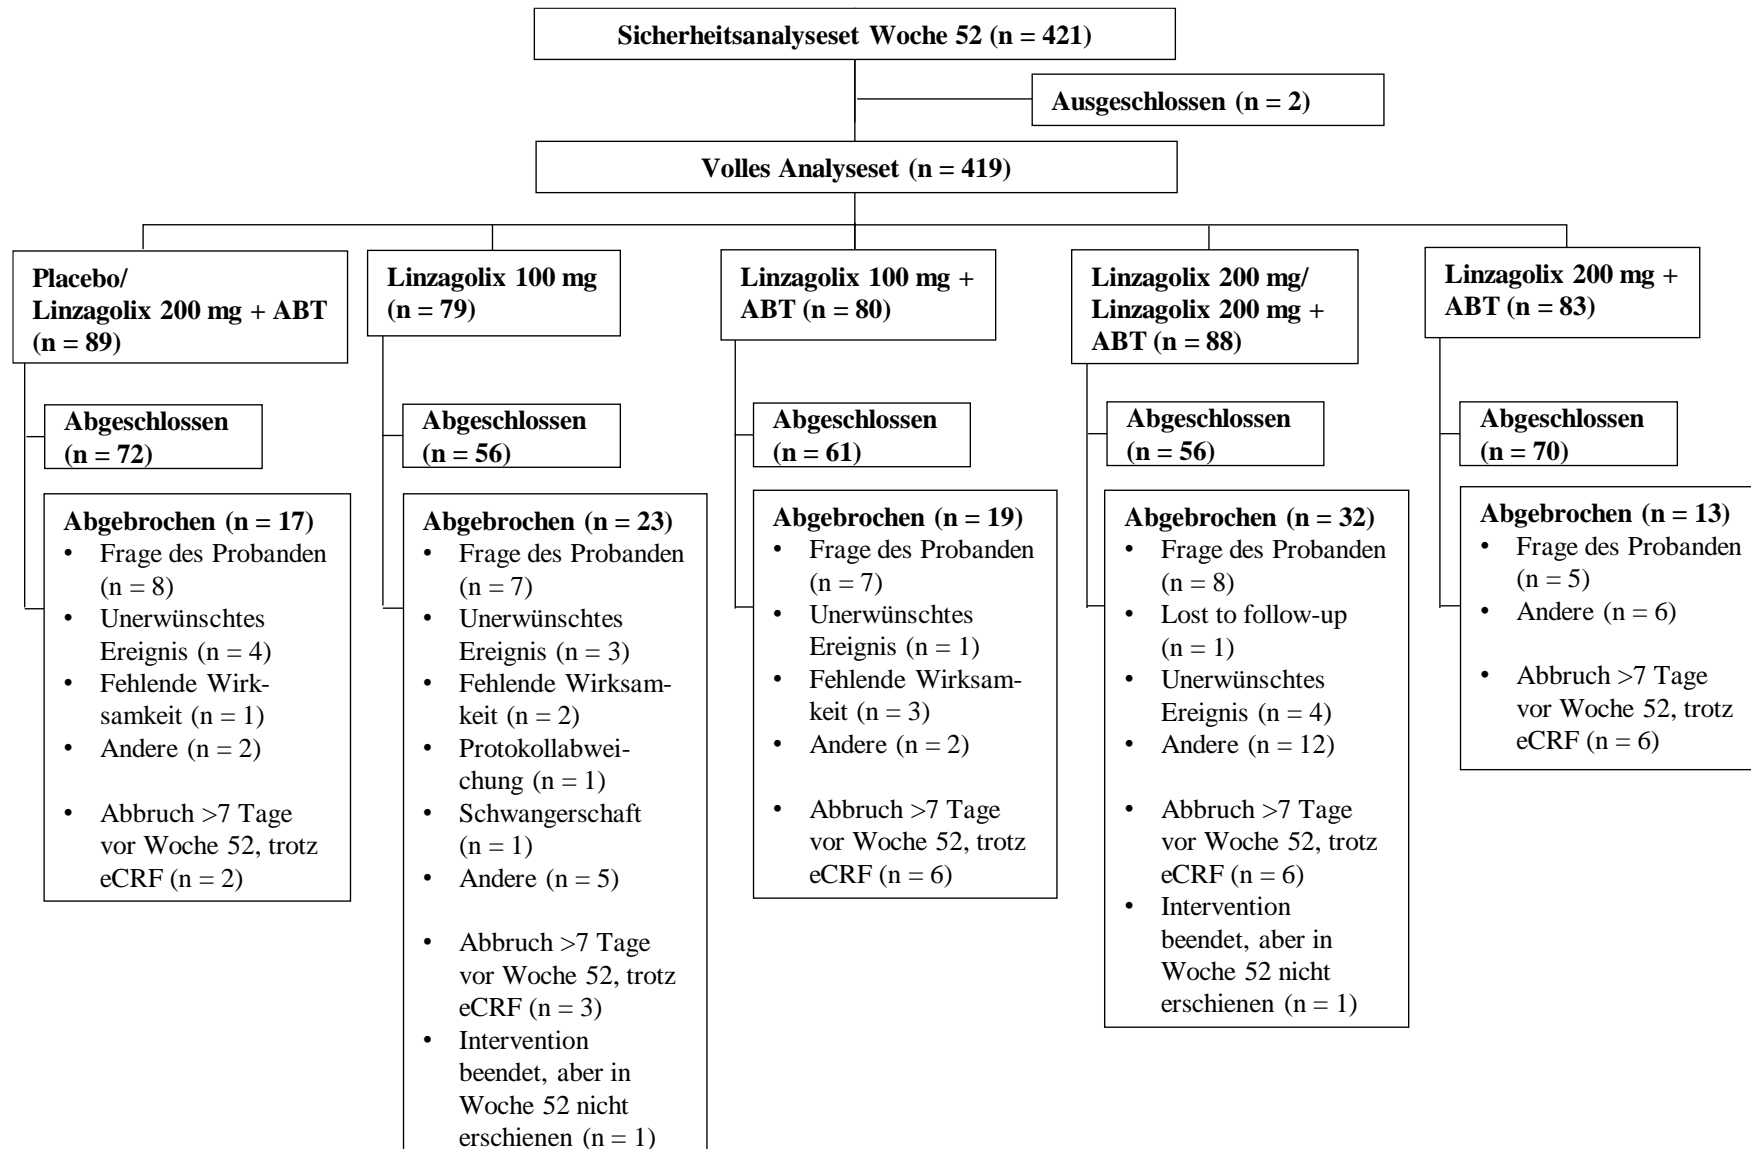 Sicherheitsanalyseset Woche 52 (n = 421)
Ausgeschlossen (n = 2)
Volles Analyseset (n = 419)
Placebo/
Linzagolix 200 mg + ABT
(n = 89)
Abgeschlossen
(n = 72)
Abgebrochen (n = 17)
• Frage des Probanden
(n = 8)
• Unerwünschtes
Ereignis (n = 4)
• Fehlende Wirk-
samkeit (n = 1)
• Andere (n = 2)
• Abbruch >7 Tage
vor Woche 52, trotz
eCRF (n = 2)
Linzagolix 100 mg
(n = 79)
Abgeschlossen
(n = 56)
Abgebrochen (n = 23)
• Frage des Probanden
(n = 7)
• Unerwünschtes
Ereignis (n = 3)
• Fehlende Wirksam-
keit (n = 2)
• Protokollabwei-
chung (n = 1)
• Schwangerschaft
(n = 1)
• Andere (n = 5)
• Abbruch >7 Tage
vor Woche 52, trotz
eCRF (n = 3)
• Intervention
beendet, aber in
Woche 52 nicht
erschienen (n = 1)
Linzagolix 100 mg +
ABT (n = 80)
Abgeschlossen
(n = 61)
Abgebrochen (n = 19)
• Frage des Probanden
(n = 7)
• Unerwünschtes
Ereignis (n = 1)
• Fehlende Wirksam-
keit (n = 3)
• Andere (n = 2)
• Abbruch >7 Tage
vor Woche 52, trotz
eCRF (n = 6)
Linzagolix 200 mg/
Linzagolix 200 mg +
ABT (n = 88)
Abgeschlossen
(n = 56)
Abgebrochen (n = 32)
• Frage des Probanden
(n = 8)
• Lost to follow-up
(n = 1)
• Unerwünschtes
Ereignis (n = 4)
• Andere (n = 12)
• Abbruch >7 Tage
vor Woche 52, trotz
eCRF (n = 6)
• Intervention
beendet, aber in
Woche 52 nicht
erschienen (n = 1)
Linzagolix 200 mg +
ABT (n = 83)
Abgeschlossen
(n = 70)
Abgebrochen (n = 13)
• Frage des Probanden
(n = 5)
• Andere (n = 6)
• Abbruch >7 Tage
vor Woche 52, trotz
eCRF (n = 6)